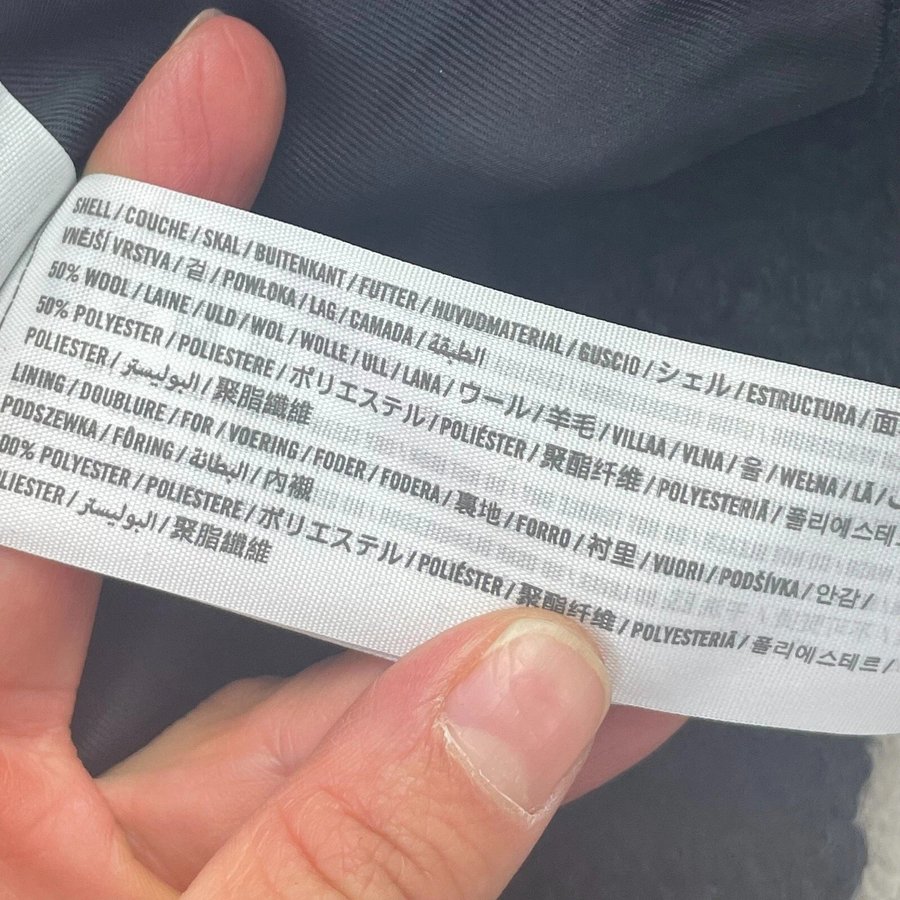 SHELL / COUCHE / SKAL / BUITENKANT / FUTTER / HUVUDMATERIAL / GUSCIO / シェル / ESTRUCTURA / 面
VNĚJŠÍ VRSTVA / 겉 / POWŁOKA / LAG / CAMADA / الطبقة
50% WOOL / LAINE / ULD / WOL / WOLLE / ULL / LANA / ウール / 羊毛 / VILLAA / VLNA / 울 / WEŁNA / LÃ /
50% POLYESTER / POLIESTERE / ポリエステル / POLIÉSTER / 聚酯纤维 / POLYESTERIÄ / 폴리에스테르
POLIESTER / البوليستر / 聚脂纖維
LINING / DOUBLURE / FOR / VOERING / FODER / FODERA / 裏地 / FORRO / 衬里 / VUORI / PODŠÍVKA / 안감 /
PODSZEWKA / FÔRING / البطانة / 內襯
00% POLYESTER / POLIESTERE / ポリエステル / POLIÉSTER / 聚酯纤维 / POLYESTERIÄ / 폴리에스테르 /
LIESTER / البوليستر / 聚脂纖維